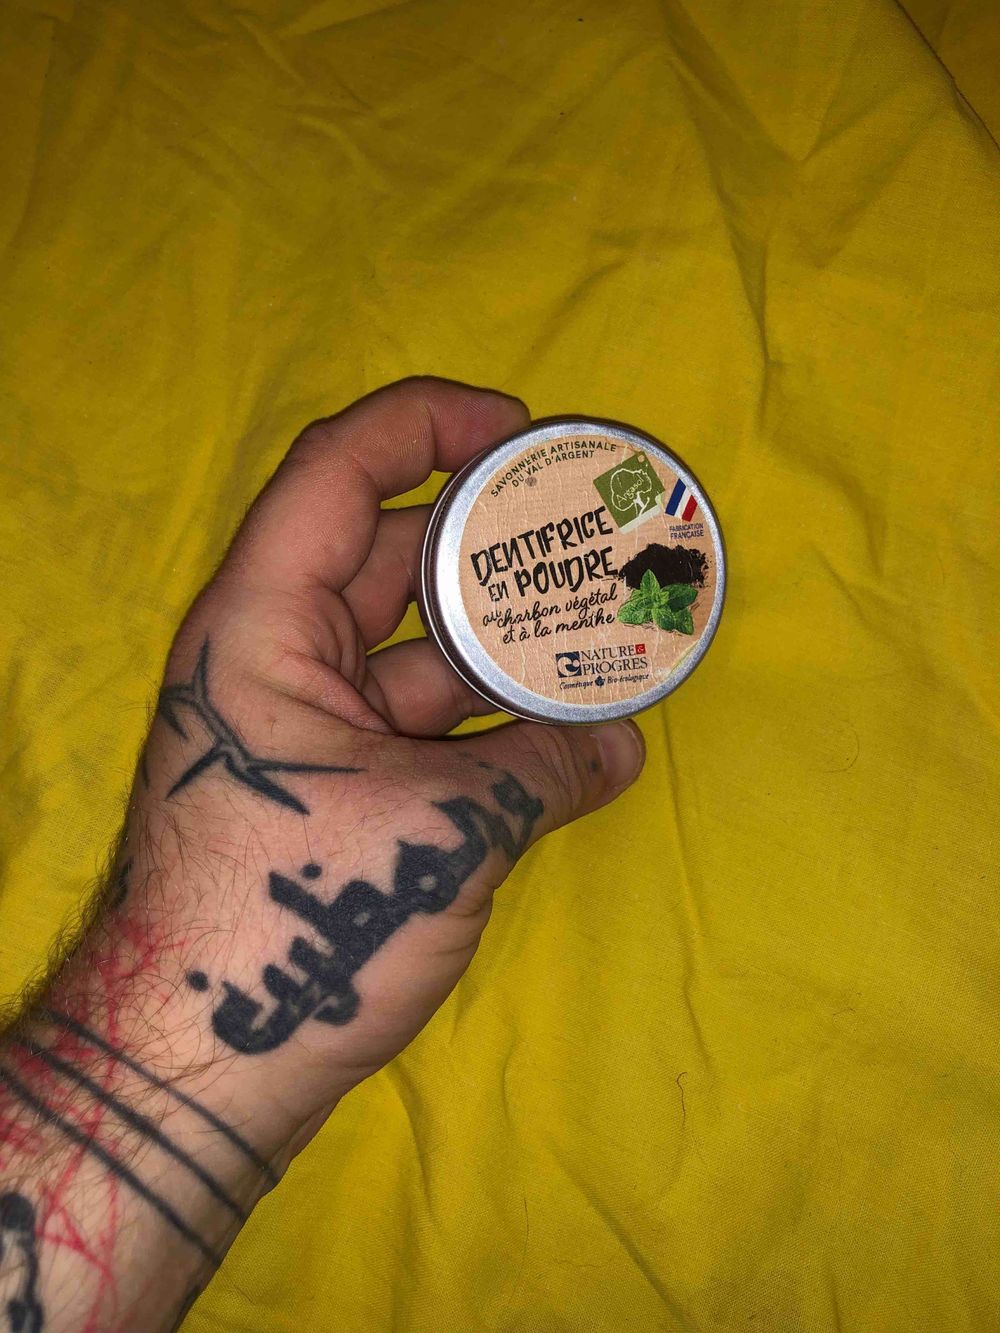 SAVONNERIE ARTISANALE
DU VAL D'ARGENT
Argasol
FABRICATION
FRANÇAISE
DENTIFRICE
EN POUDRE
au charbon végétal
et à la menthe
NATURE &
PROGRES
Cosmétique Bio-écologique